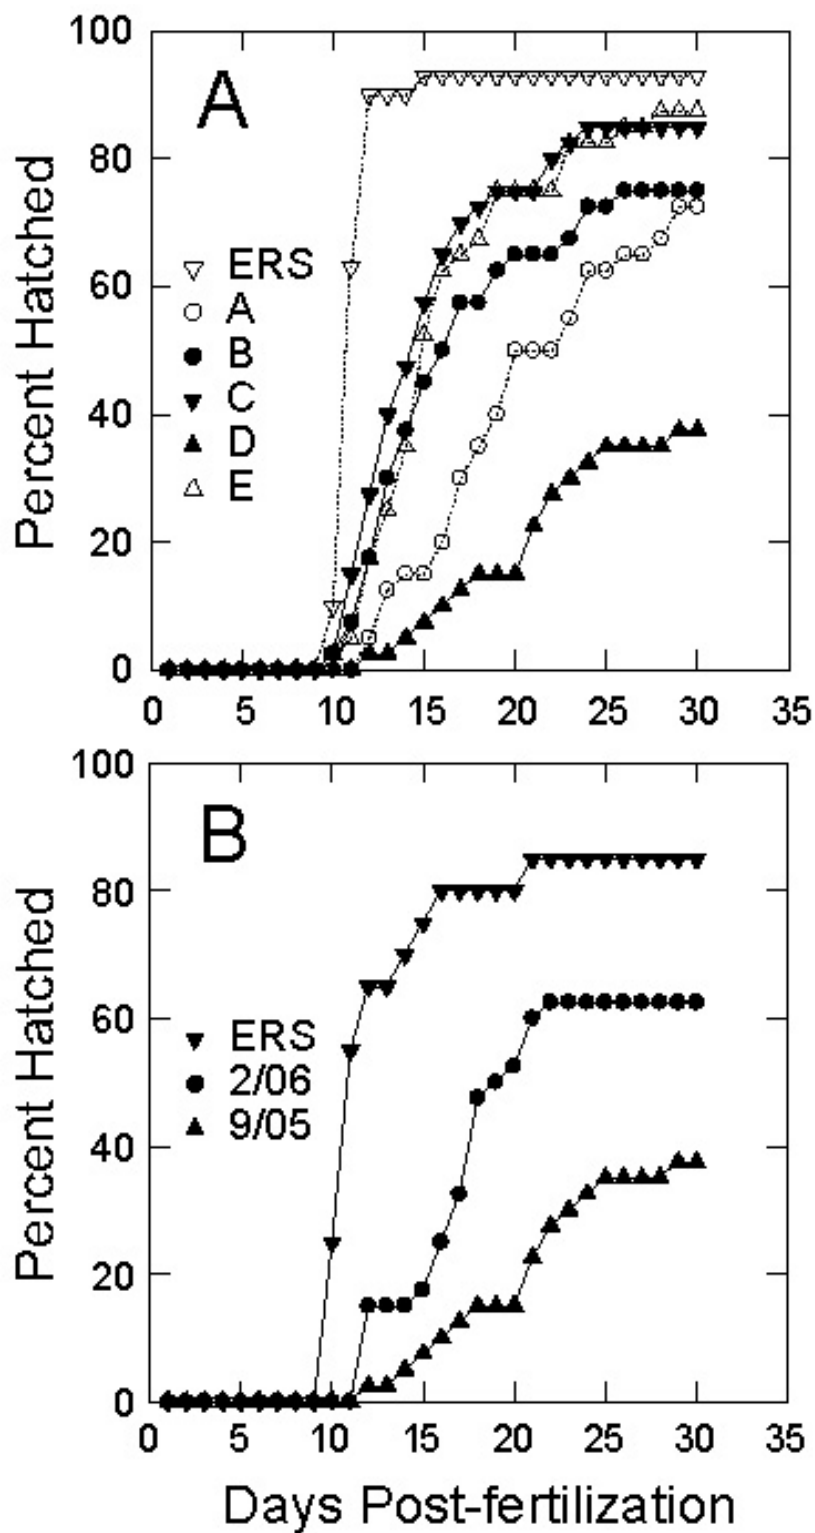 A
Percent Hatched
100
80
60
40
20
0
ERS
A
B
C
D
E
0 5 10 15 20 25 30 35
B
Percent Hatched
100
80
60
40
20
0
ERS
2/06
9/05
0 5 10 15 20 25 30 35
Days Post-fertilization